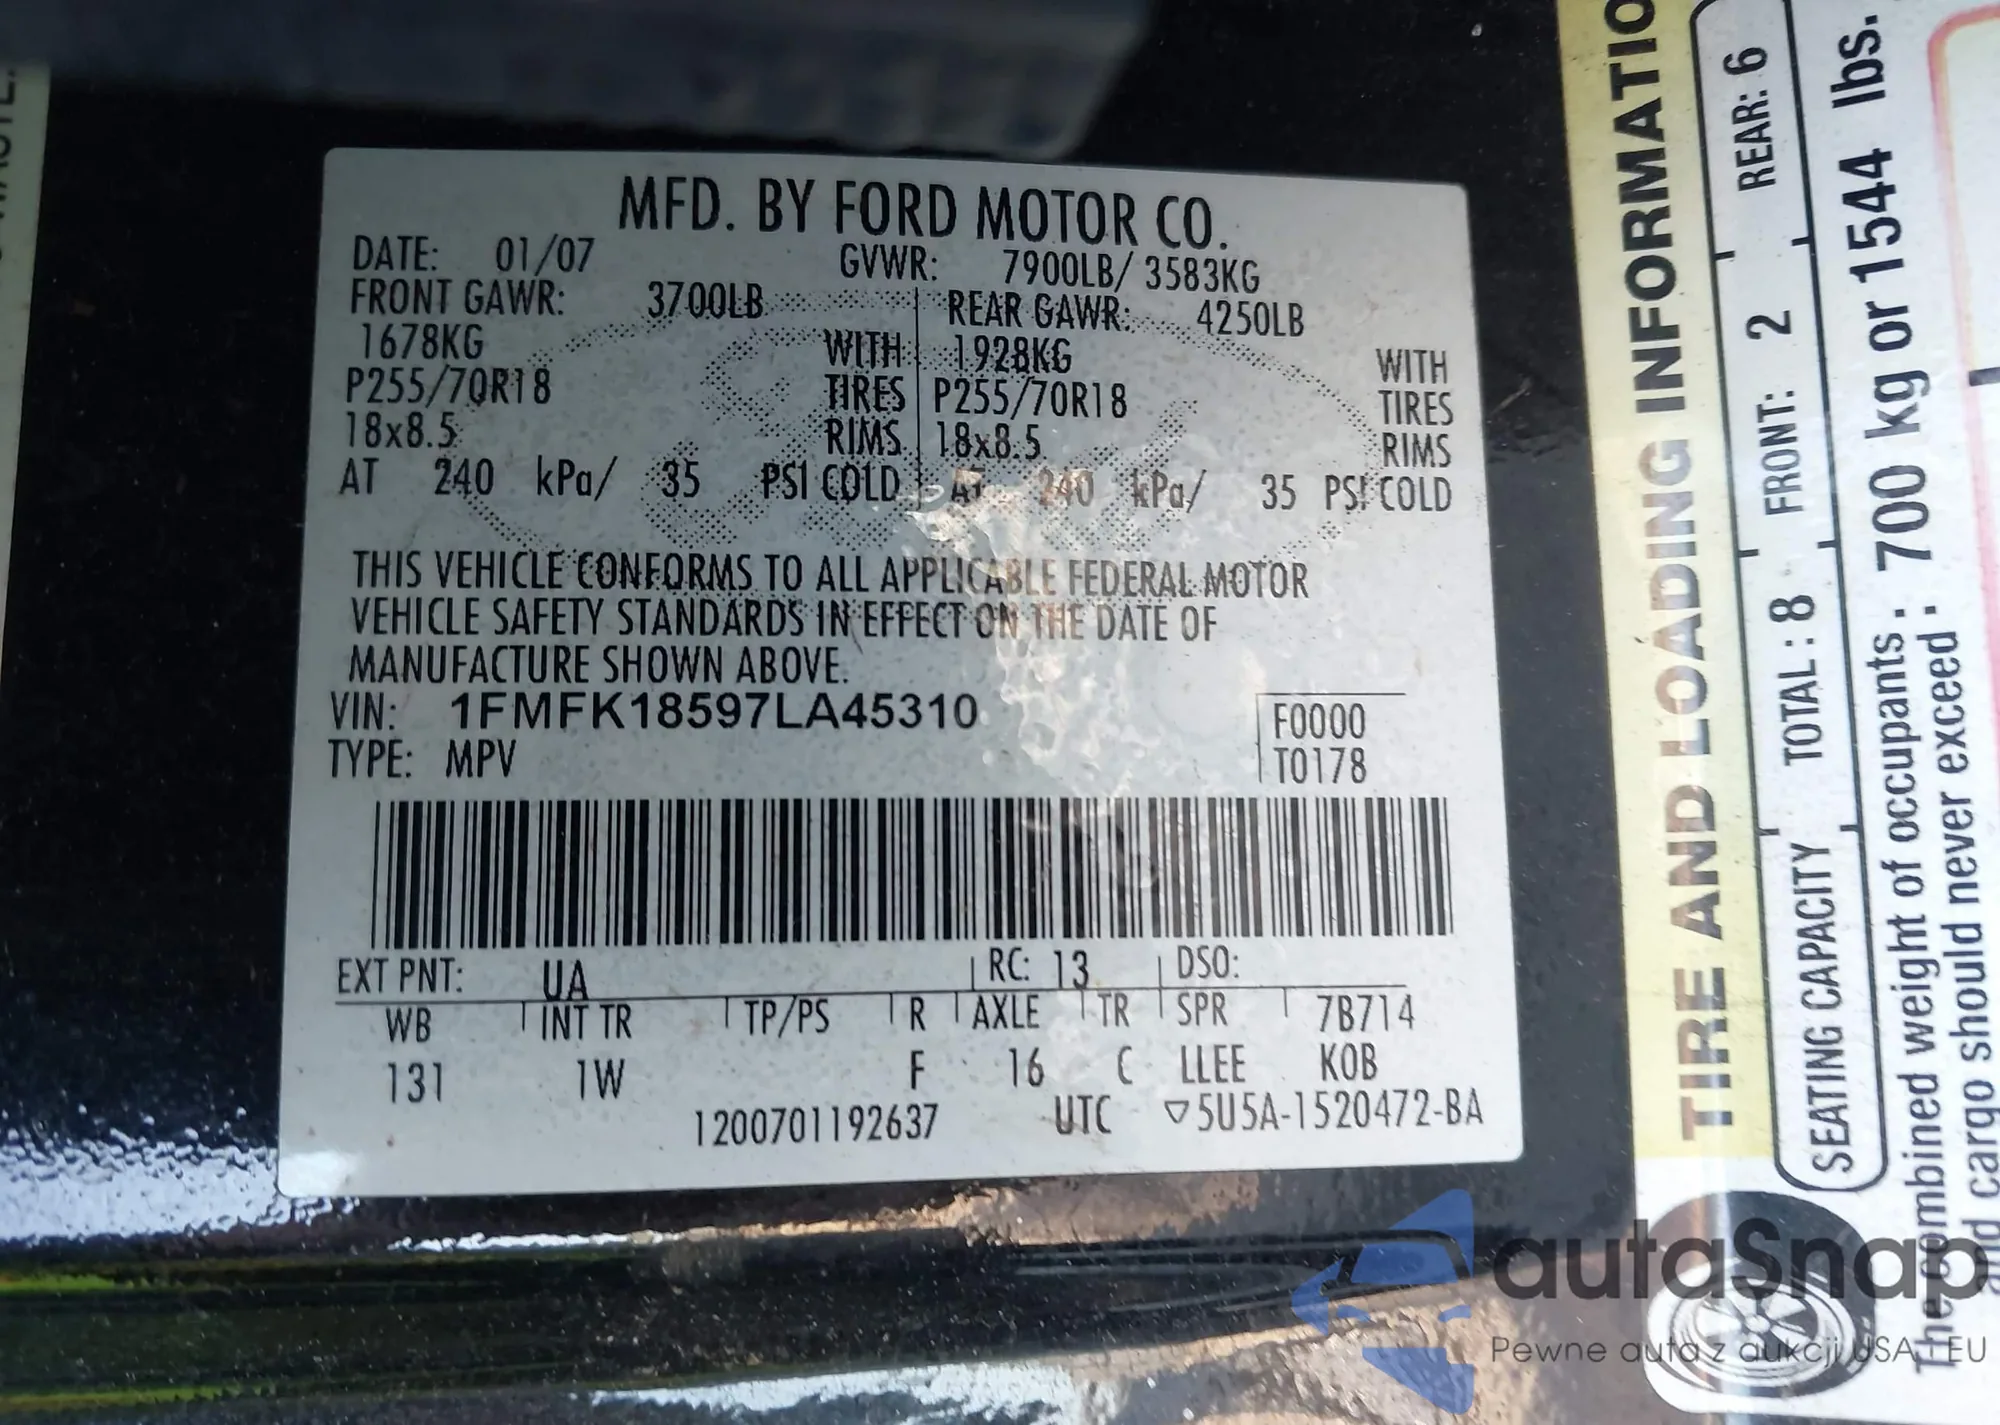 MFD. BY FORD MOTOR CO.
DATE: 01/07 GVWR: 7900LB/ 3583KG
FRONT GAWR: 3700LB REAR GAWR: 4250LB
1678KG WITH 1928KG WITH
P255/70R18 TIRES P255/70R18 TIRES
18x8.5 RIMS 18x8.5 RIMS
AT 240 kPa/ 35 PSI COLD AT 240 kPa/ 35 PSI COLD
THIS VEHICLE CONFORMS TO ALL APPLICABLE FEDERAL MOTOR
VEHICLE SAFETY STANDARDS IN EFFECT ON THE DATE OF
MANUFACTURE SHOWN ABOVE.
VIN: 1FMFK18597LA45310 F0000
TYPE: MPV T0178
EXT PNT: UA RC: 13 DSO:
WB INT TR TP/PS R AXLE TR SPR 7B714
131 1W F 16 C LLEE KOB
1200701192637 UTC ▽5U5A-1520472-BA
TIRE AND LOADING INFORMATIO
SEATING CAPACITY TOTAL : 8 FRONT: 2 REAR: 6
The combined weight of occupants and cargo should never exceed : 700 kg or 1544 lbs.
autaSnap
Pewne auta z aukcji USA i EU